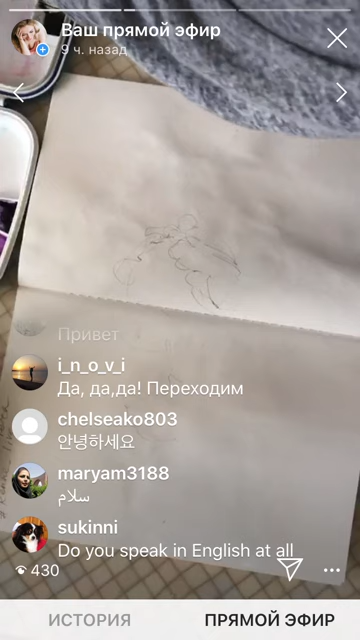 Ваш прямой эфир
9 ч. назад
Привет
i_n_o_v_i
Да, да,да! Переходим
chelseako803
안녕하세요
maryam3188
سلام
sukinni
Do you speak in English at all
430
ИСТОРИЯ
ПРЯМОЙ ЭФИР